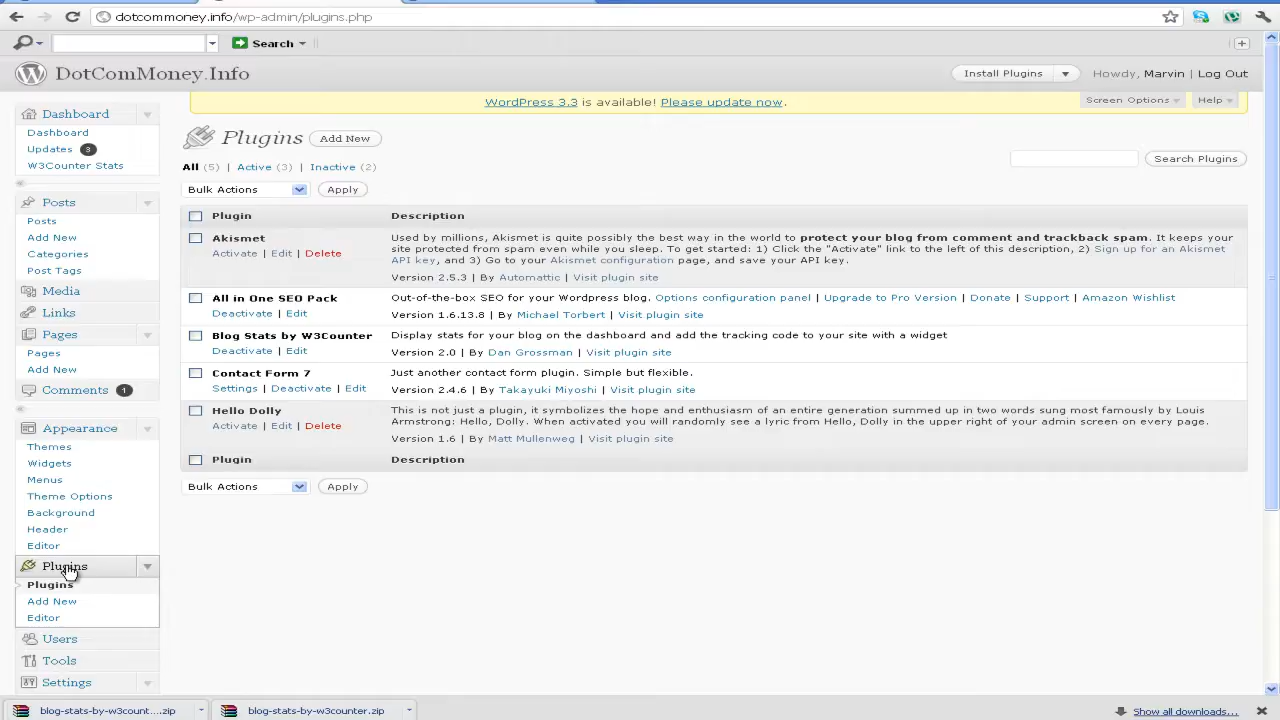 dotcommoney.info/wp-admin/plugins.php
Search
DotComMoney.Info
Install Plugins
Howdy, Marvin | Log Out
WordPress 3.3 is available! Please update now.
Screen Options
Help
Dashboard
Dashboard
Updates 3
W3Counter Stats
Posts
Posts
Add New
Categories
Post Tags
Media
Links
Pages
Pages
Add New
Comments 1
Appearance
Themes
Widgets
Menus
Theme Options
Background
Header
Editor
Plugins
Plugins
Add New
Editor
Users
Tools
Settings
Plugins Add New
All (5) | Active (3) | Inactive (2)
Search Plugins
Bulk Actions Apply
Plugin Description
Akismet
Activate | Edit | Delete
Used by millions, Akismet is quite possibly the best way in the world to protect your blog from comment and trackback spam. It keeps your
site protected from spam even while you sleep. To get started: 1) Click the "Activate" link to the left of this description, 2) Sign up for an Akismet
API key, and 3) Go to your Akismet configuration page, and save your API key.
Version 2.5.3 | By Automattic | Visit plugin site
All in One SEO Pack
Deactivate | Edit
Out-of-the-box SEO for your Wordpress blog. Options configuration panel | Upgrade to Pro Version | Donate | Support | Amazon Wishlist
Version 1.6.13.8 | By Michael Torbert | Visit plugin site
Blog Stats by W3Counter
Deactivate | Edit
Display stats for your blog on the dashboard and add the tracking code to your site with a widget
Version 2.0 | By Dan Grossman | Visit plugin site
Contact Form 7
Settings | Deactivate | Edit
Just another contact form plugin. Simple but flexible.
Version 2.4.6 | By Takayuki Miyoshi | Visit plugin site
Hello Dolly
Activate | Edit | Delete
This is not just a plugin, it symbolizes the hope and enthusiasm of an entire generation summed up in two words sung most famously by Louis
Armstrong: Hello, Dolly. When activated you will randomly see a lyric from Hello, Dolly in the upper right of your admin screen on every page.
Version 1.6 | By Matt Mullenweg | Visit plugin site
Plugin Description
Bulk Actions Apply
blog-stats-by-w3count....zip
blog-stats-by-w3counter.zip
Show all downloads...